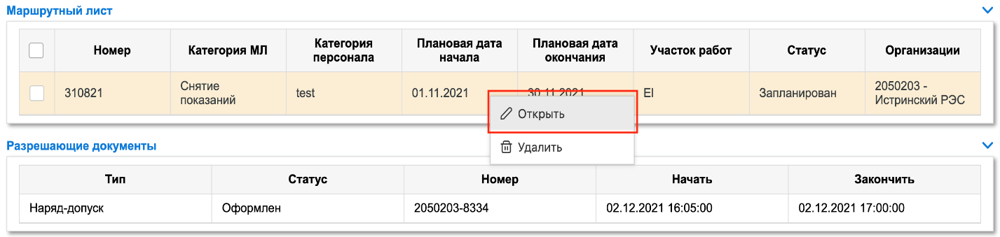 Маршрутный лист
Номер Категория МЛ Категория персонала Плановая дата начала Плановая дата окончания Участок работ Статус Организации
310821 Снятие показаний test 01.11.2021 30.11.2021 EI Запланирован 2050203 - Истринский РЭС
Открыть
Удалить
Разрешающие документы
Тип Статус Номер Начать Закончить
Наряд-допуск Оформлен 2050203-8334 02.12.2021 16:05:00 02.12.2021 17:00:00